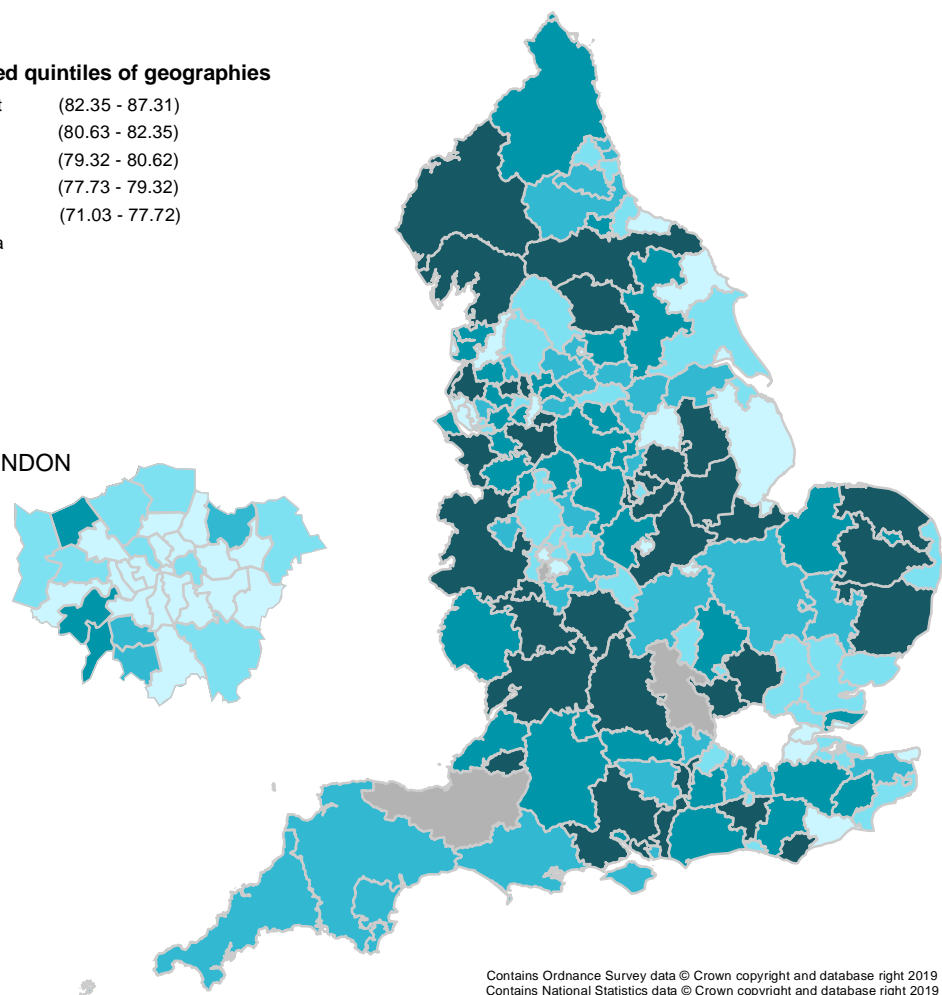 ed quintiles of geographies
t (82.35 - 87.31)
(80.63 - 82.35)
(79.32 - 80.62)
(77.73 - 79.32)
(71.03 - 77.72)
a
NDON
Contains Ordnance Survey data © Crown copyright and database right 2019
Contains National Statistics data © Crown copyright and database right 2019